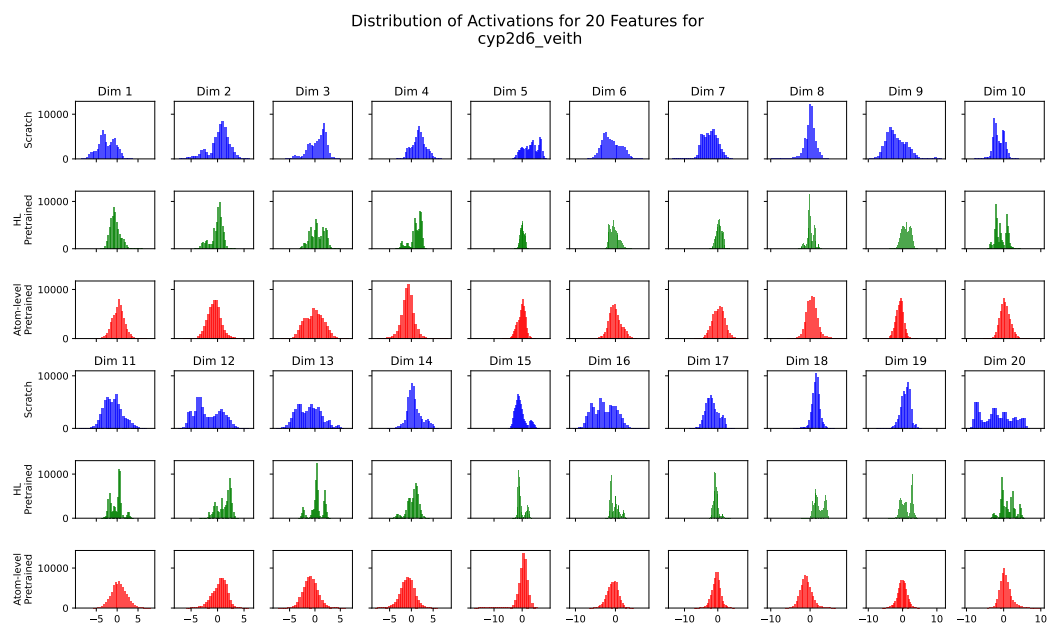 Distribution of Activations for 20 Features for
cyp2d6_veith
Dim 1 Dim 2 Dim 3 Dim 4 Dim 5 Dim 6 Dim 7 Dim 8 Dim 9 Dim 10
Scratch
10000
0
HL
Pretrained
10000
0
Atom-level
Pretrained
10000
0
Dim 11 Dim 12 Dim 13 Dim 14 Dim 15 Dim 16 Dim 17 Dim 18 Dim 19 Dim 20
Scratch
10000
0
HL
Pretrained
10000
0
Atom-level
Pretrained
10000
0
−5 0 5 −5 0 5 −5 0 5 −5 0 5 −10 0 −10 0 −10 0 −10 0 −10 0 10 −10 0 10